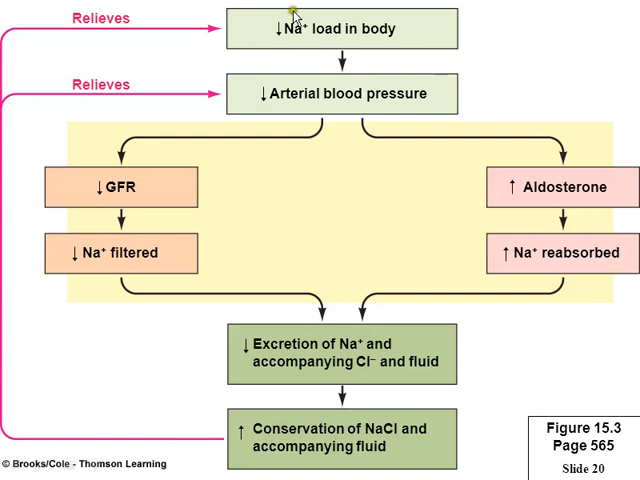 Relieves
↓Na⁺ load in body
Relieves
↓Arterial blood pressure
↓GFR
↑ Aldosterone
↓Na⁺ filtered
↑ Na⁺ reabsorbed
↓Excretion of Na⁺ and
accompanying Cl⁻ and fluid
↑ Conservation of NaCl and
accompanying fluid
Figure 15.3
Page 565
Slide 20
© Brooks/Cole - Thomson Learning